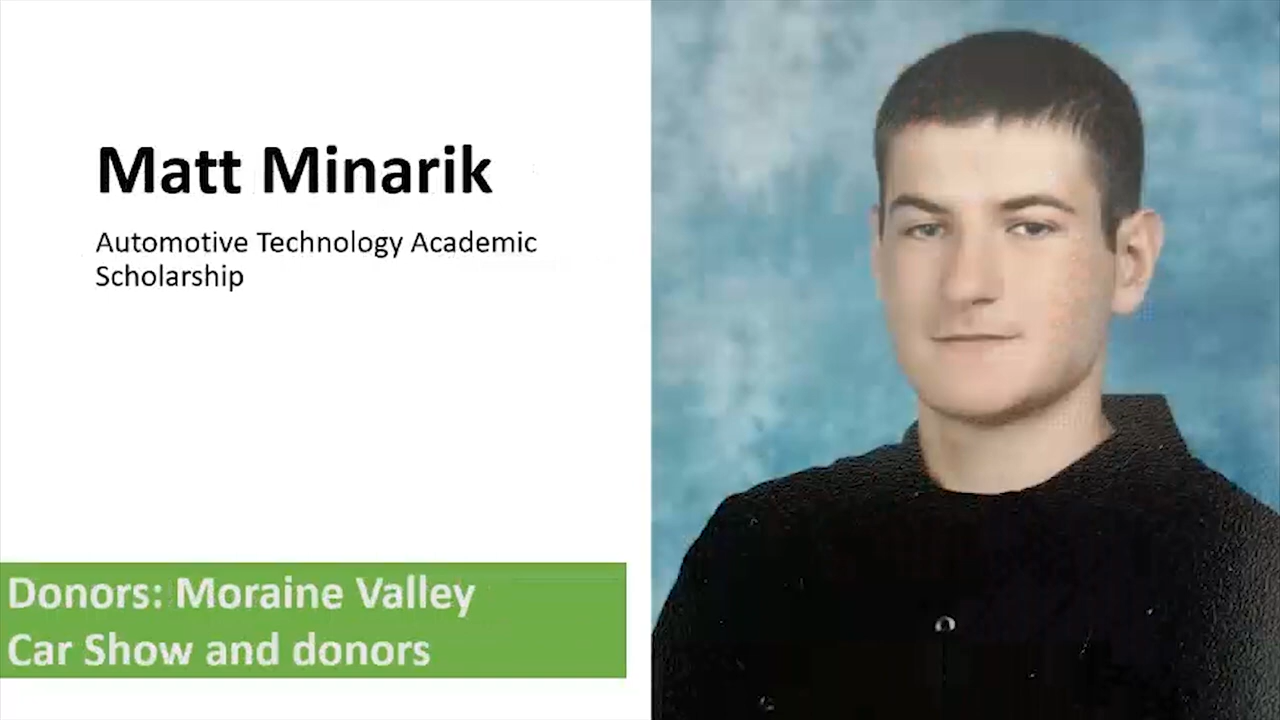 Matt Minarik
Automotive Technology Academic
Scholarship
Donors: Moraine Valley
Car Show and donors